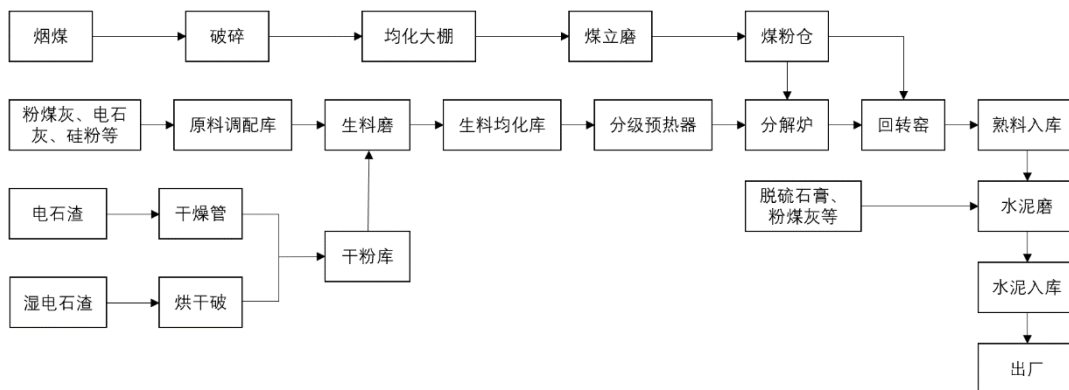 烟煤
破碎
均化大棚
煤立磨
煤粉仓
粉煤灰、电石
灰、硅粉等
原料调配库
生料磨
生料均化库
分级预热器
分解炉
回转窑
熟料入库
电石渣
干燥管
脱硫石膏、
粉煤灰等
水泥磨
干粉库
湿电石渣
烘干破
水泥入库
出厂